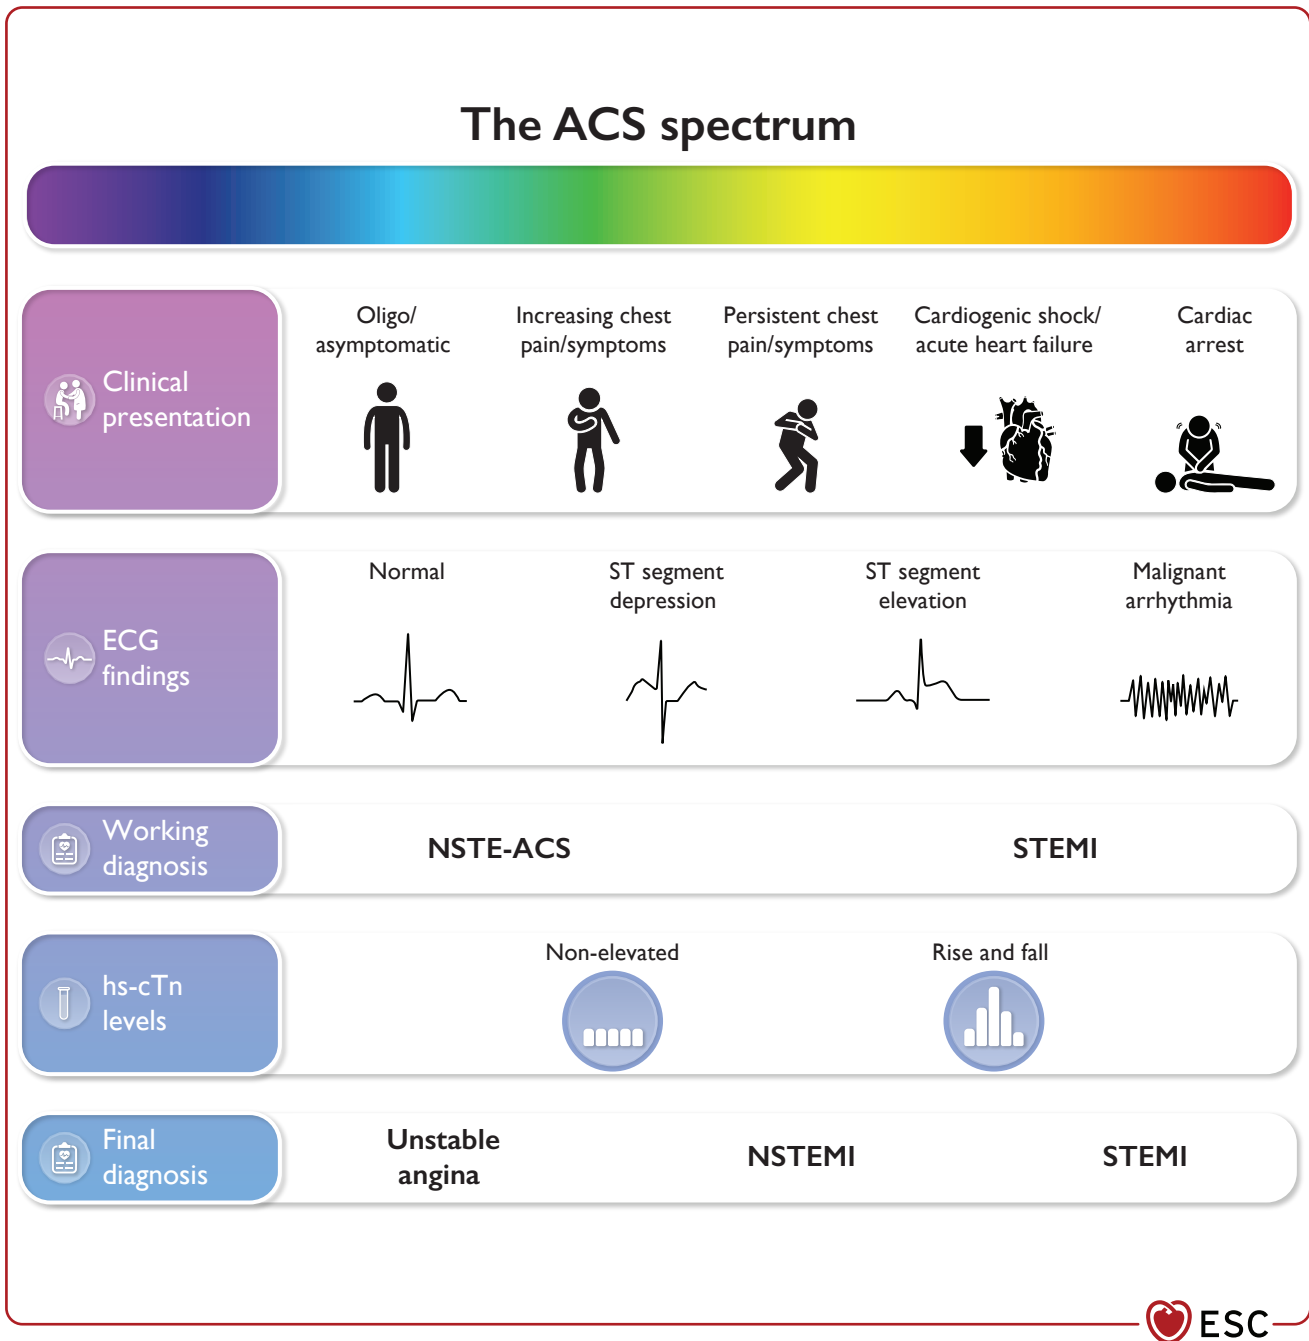 The ACS spectrum
Clinical
presentation
Oligo/
asymptomatic
Increasing chest
pain/symptoms
Persistent chest
pain/symptoms
Cardiogenic shock/
acute heart failure
Cardiac
arrest
ECG
findings
Normal
ST segment
depression
ST segment
elevation
Malignant
arrhythmia
Working
diagnosis
NSTE-ACS
STEMI
hs-cTn
levels
Non-elevated
Rise and fall
Final
diagnosis
Unstable
angina
NSTEMI
STEMI
ESC